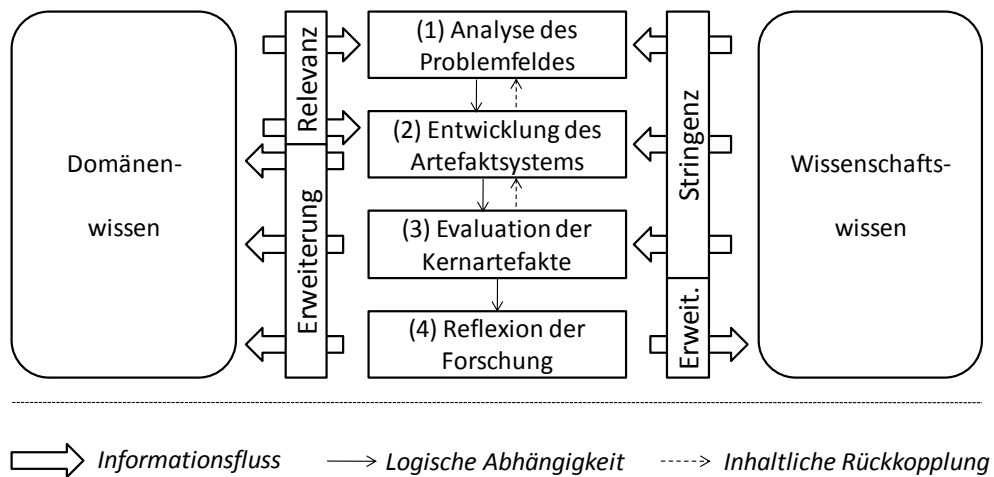 Domänen-
wissen
Relevanz
Erweiterung
(1) Analyse des
Problemfeldes
(2) Entwicklung des
Artefaktsystems
(3) Evaluation der
Kernartefakte
(4) Reflexion der
Forschung
Stringenz
Erweit.
Wissenschafts-
wissen
Informationsfluss
Logische Abhängigkeit
Inhaltliche Rückkopplung